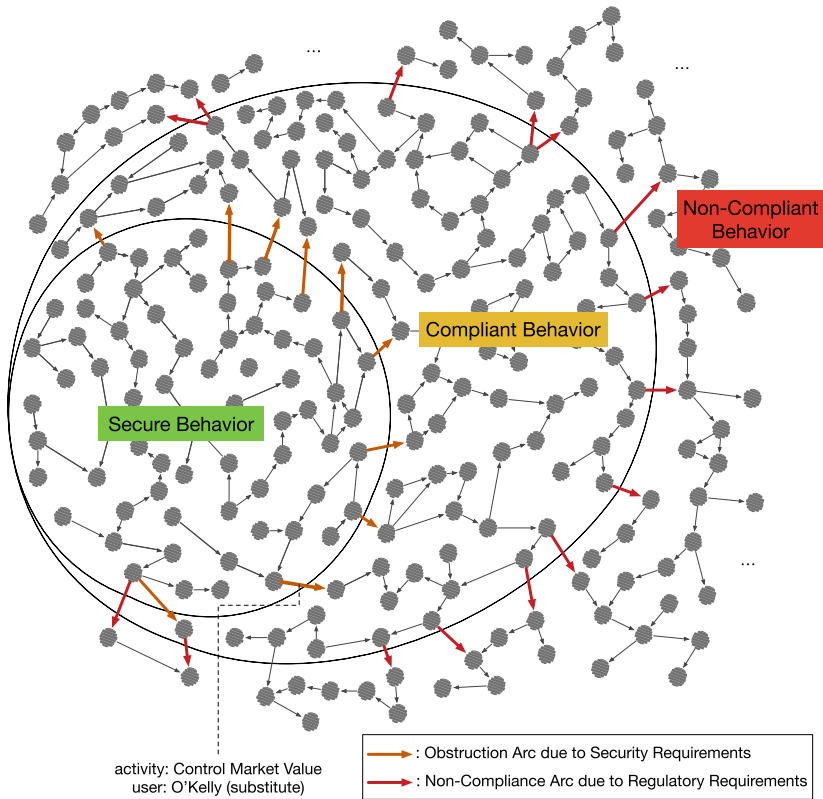 ...
...
Non-Compliant
Behavior
Compliant Behavior
Secure Behavior
...
activity: Control Market Value
user: O'Kelly (substitute)
: Obstruction Arc due to Security Requirements
: Non-Compliance Arc due to Regulatory Requirements